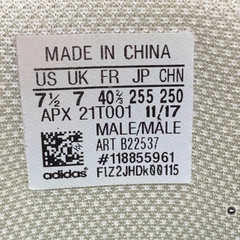 MADE IN CHINA
US UK FR JP CHN
7½ 7 40⅔ 255 250
APX 21T001 11/17
MALE/MÂLE
ART B22537
#118855961
adidas FIZ2JHDk00115